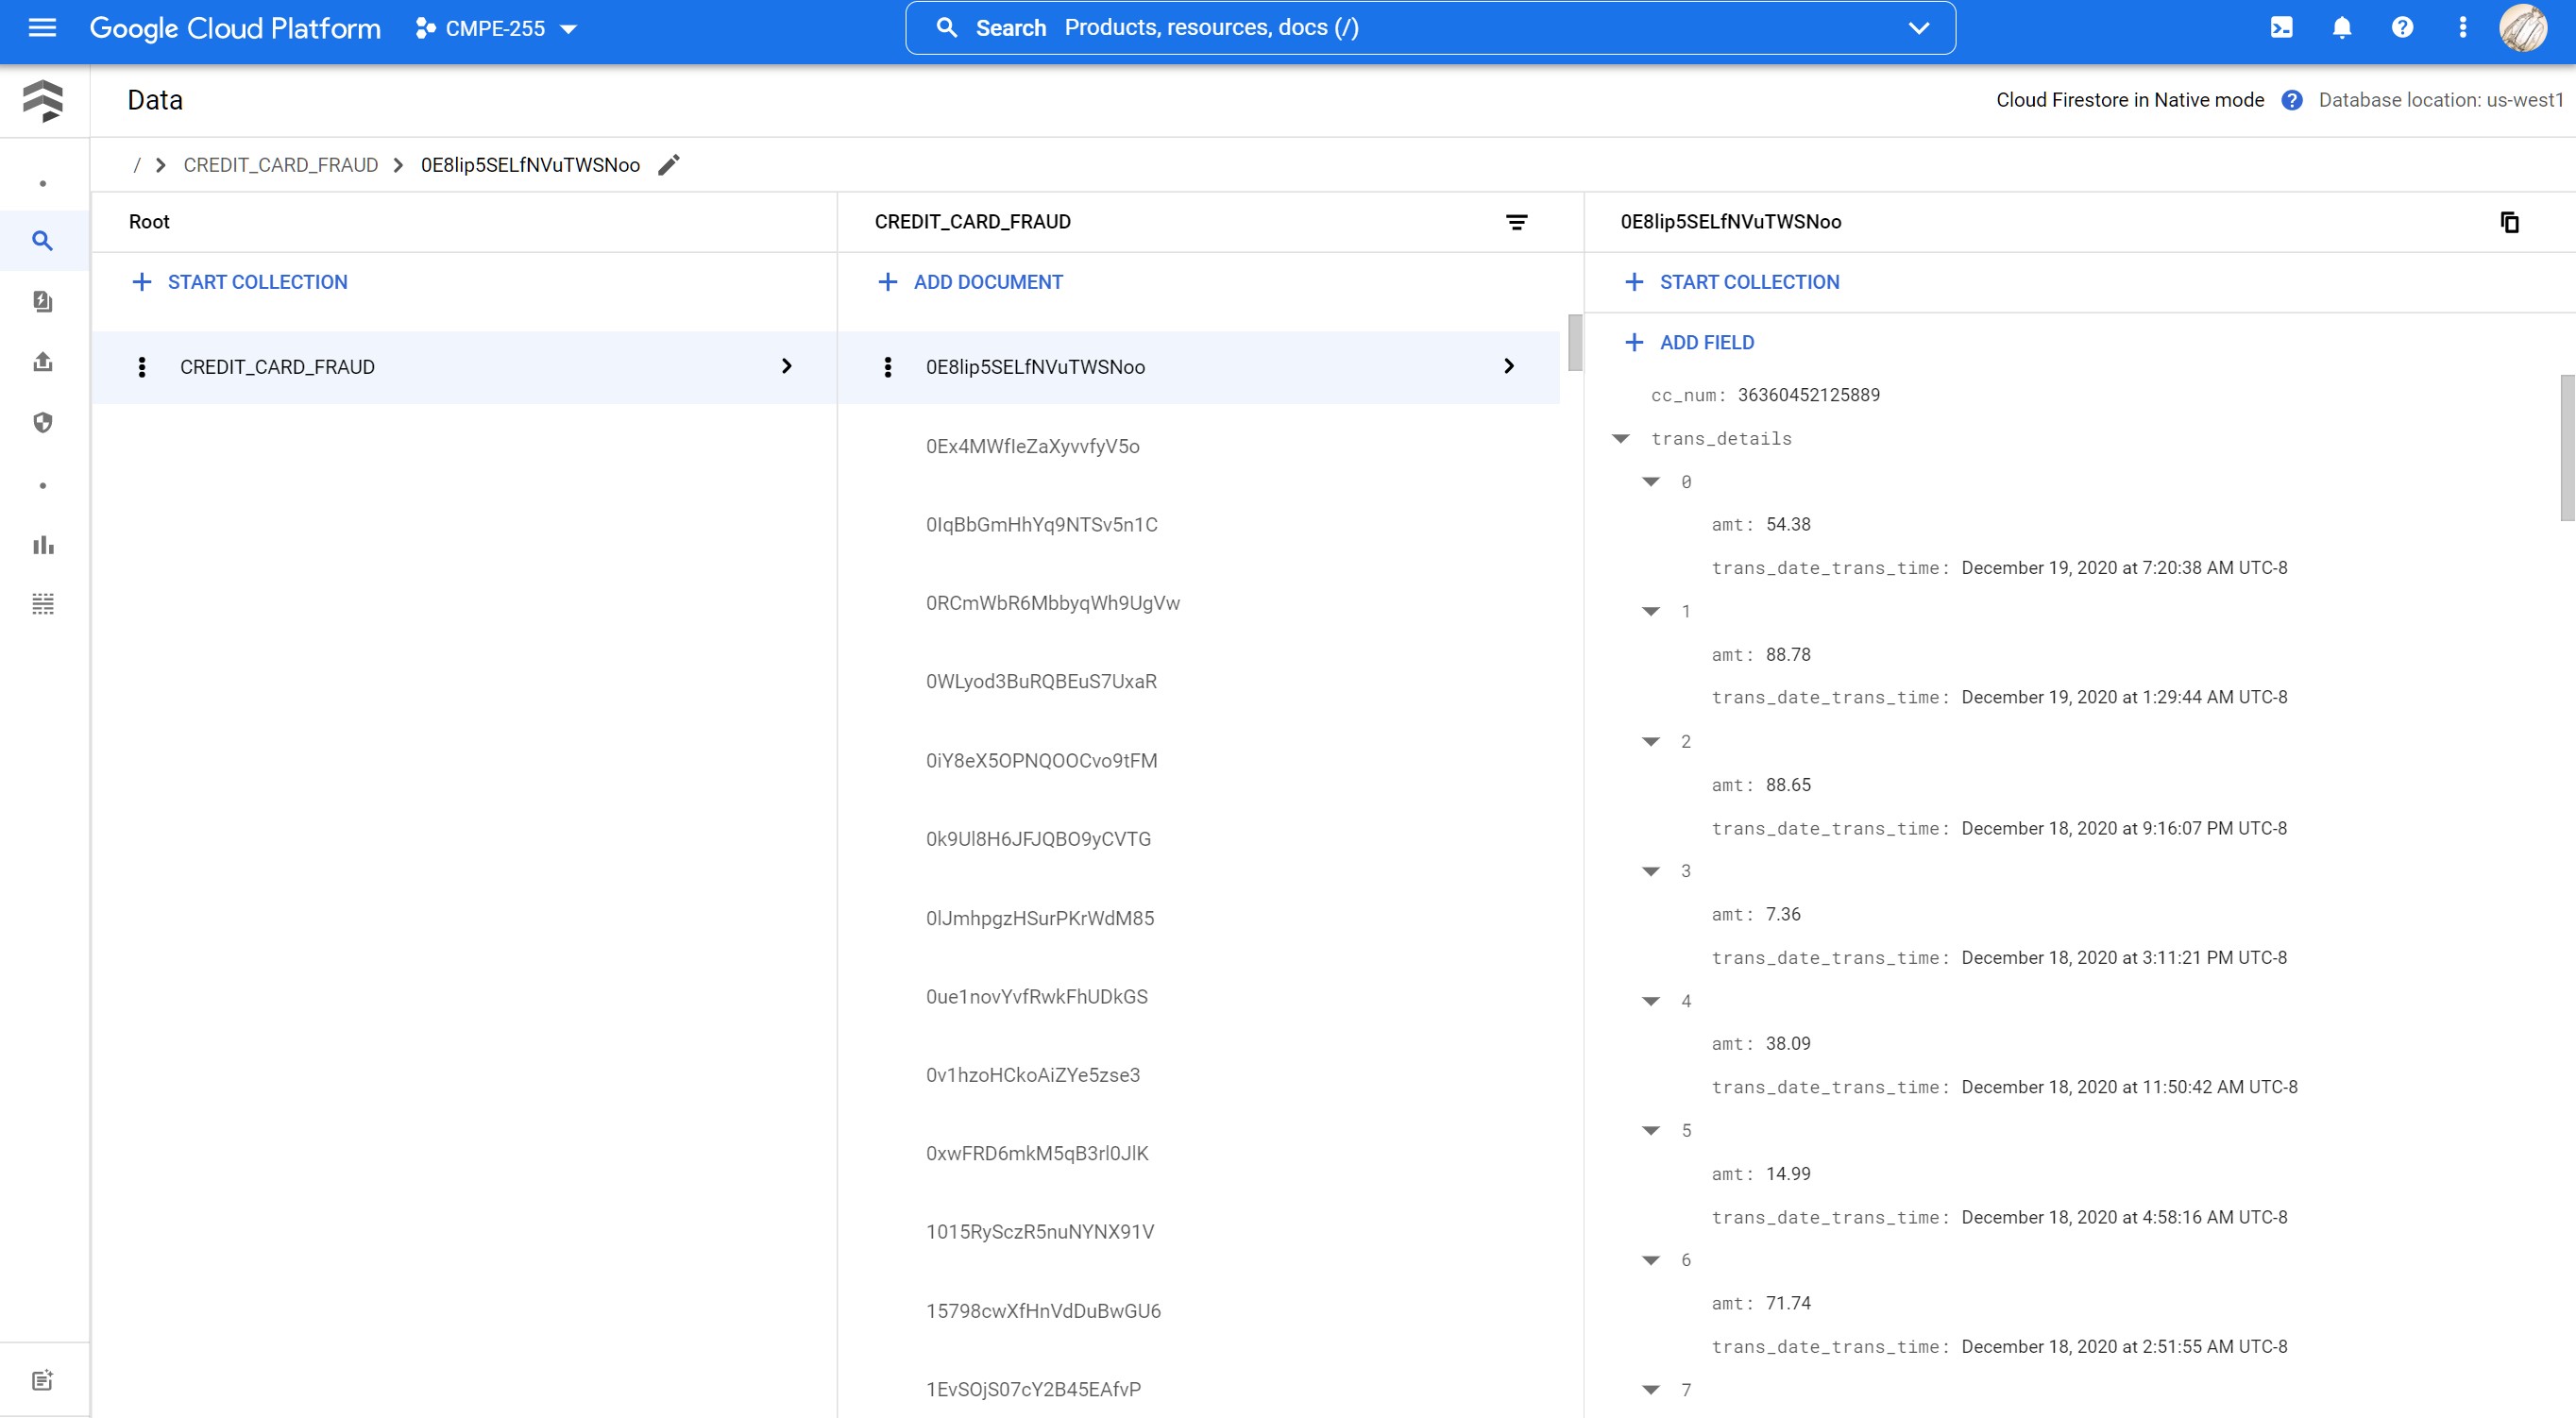 Google Cloud Platform CMPE-255 Search Products, resources, docs (/)
Data Cloud Firestore in Native mode Database location: us-west1
/ CREDIT_CARD_FRAUD 0E8lip5SELfNVuTWSNoo
Root
START COLLECTION
CREDIT_CARD_FRAUD
CREDIT_CARD_FRAUD
ADD DOCUMENT
0E8lip5SELfNVuTWSNoo
0Ex4MWfIeZaXyvvfyV5o
0IqBbGmHhYq9NTSv5n1C
0RCmWbR6MbbyqWh9UgVw
0WLyod3BuRQBEuS7UxaR
0iY8eX5OPNQOOCvo9tFM
0k9Ul8H6JFJQBO9yCVTG
0lJmhpgzHSurPKrWdM85
0ue1novYvfRwkFhUDkGS
0v1hzoHCkoAiZYe5zse3
0xwFRD6mkM5qB3rl0JlK
1015RySczR5nuNYNX91V
15798cwXfHnVdDuBwGU6
1EvSOjS07cY2B45EAfvP
0E8lip5SELfNVuTWSNoo
START COLLECTION
ADD FIELD
cc_num: 36360452125889
trans_details
0
amt: 54.38
trans_date_trans_time: December 19, 2020 at 7:20:38 AM UTC-8
1
amt: 88.78
trans_date_trans_time: December 19, 2020 at 1:29:44 AM UTC-8
2
amt: 88.65
trans_date_trans_time: December 18, 2020 at 9:16:07 PM UTC-8
3
amt: 7.36
trans_date_trans_time: December 18, 2020 at 3:11:21 PM UTC-8
4
amt: 38.09
trans_date_trans_time: December 18, 2020 at 11:50:42 AM UTC-8
5
amt: 14.99
trans_date_trans_time: December 18, 2020 at 4:58:16 AM UTC-8
6
amt: 71.74
trans_date_trans_time: December 18, 2020 at 2:51:55 AM UTC-8
7